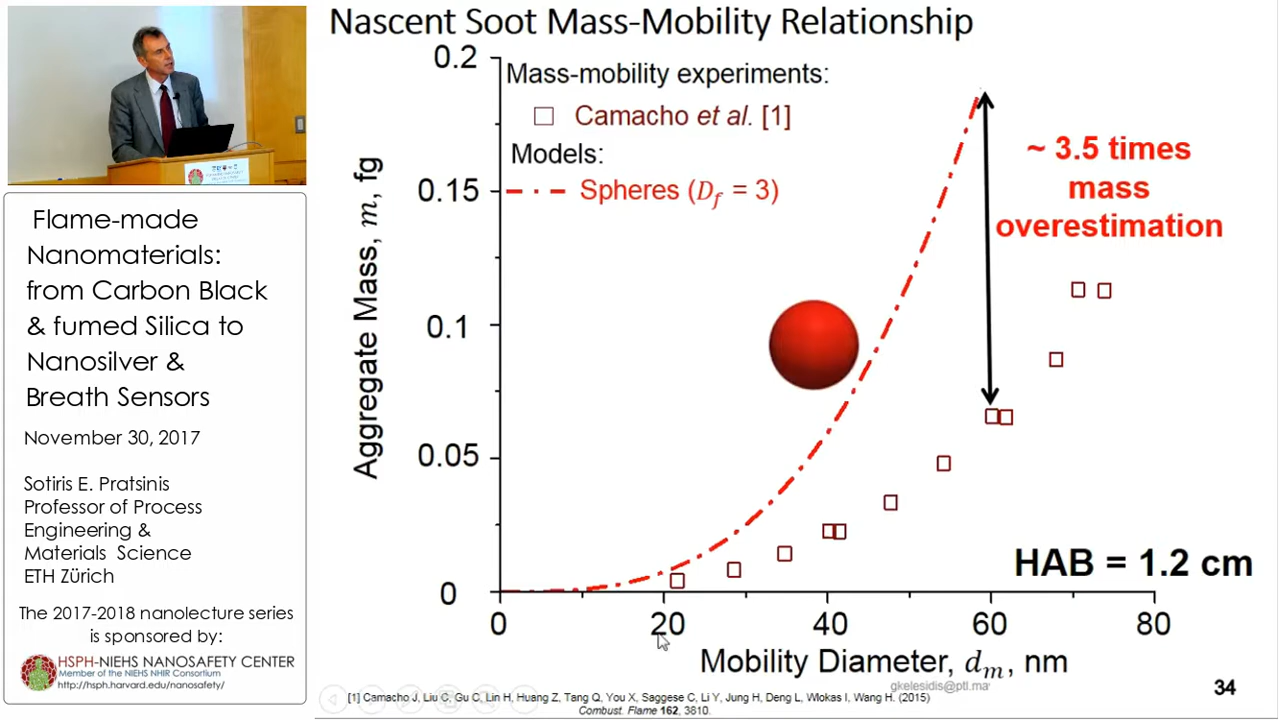 Nascent Soot Mass-Mobility Relationship
Flame-made
Nanomaterials:
from Carbon Black
& fumed Silica to
Nanosilver &
Breath Sensors
November 30, 2017
Sotiris E. Pratsinis
Professor of Process
Engineering &
Materials Science
ETH Zürich
The 2017-2018 nanolecture series
is sponsored by:
HSPH-NIEHS NANOSAFETY CENTER
Member of the NIEHS NHIR Consortium
http://hsph.harvard.edu/nanosafety/
Aggregate Mass, m, fg
0.2
0.15
0.1
0.05
0
Mass-mobility experiments:
Camacho et al. [1]
Models:
Spheres (Df = 3)
~ 3.5 times
mass
overestimation
HAB = 1.2 cm
0 20 40 60 80
Mobility Diameter, dm, nm
gkelesidis@ptl.ma
34
[1] Camacho J, Liu C, Gu C, Lin H, Huang Z, Tang Q, You X, Saggese C, Li Y, Jung H, Deng L, Wlokas I, Wang H. (2015)
Combust. Flame 162, 3810.